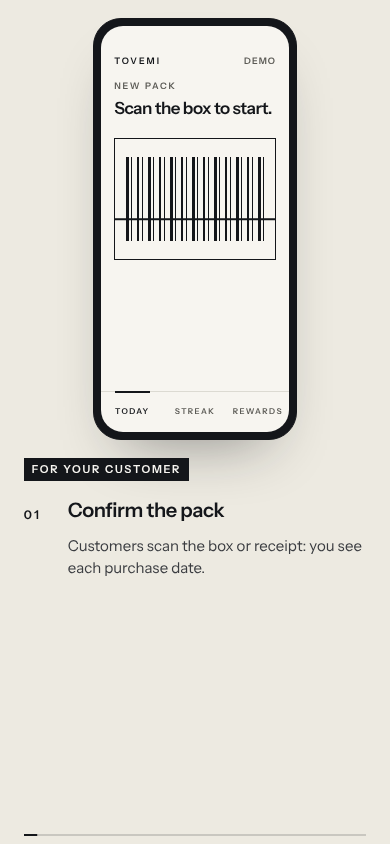 TOVEMI DEMO
NEW PACK
Scan the box to start.
TODAY STREAK REWARDS
FOR YOUR CUSTOMER
01 Confirm the pack
Customers scan the box or receipt: you see
each purchase date.